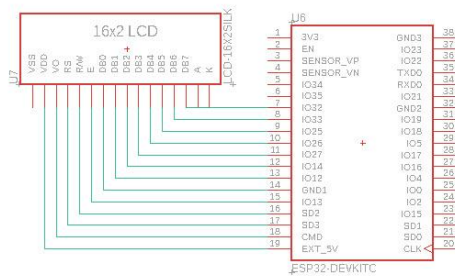 U6
16x2 LCD
VSS
VDD
VO
RS
R/W
E
DB0
DB1
DB2
DB3
DB4
DB5
DB6
DB7
A
K
LCD-16X2SILK
U7
1 3V3 GND3 38
2 EN IO23 37
3 SENSOR_VP IO22 36
4 SENSOR_VN TXD0 35
5 IO34 RXD0 34
6 IO35 IO21 33
7 IO32 GND2 32
8 IO33 IO19 31
9 IO25 IO18 30
10 IO26 IO5 29
11 IO27 IO17 28
12 IO14 IO16 27
13 IO12 IO4 26
14 GND1 IO0 25
15 IO13 IO2 24
16 SD2 IO15 23
17 SD3 SD1 22
18 CMD SD0 21
19 EXT_5V CLK 20
ESP32-DEVKITC